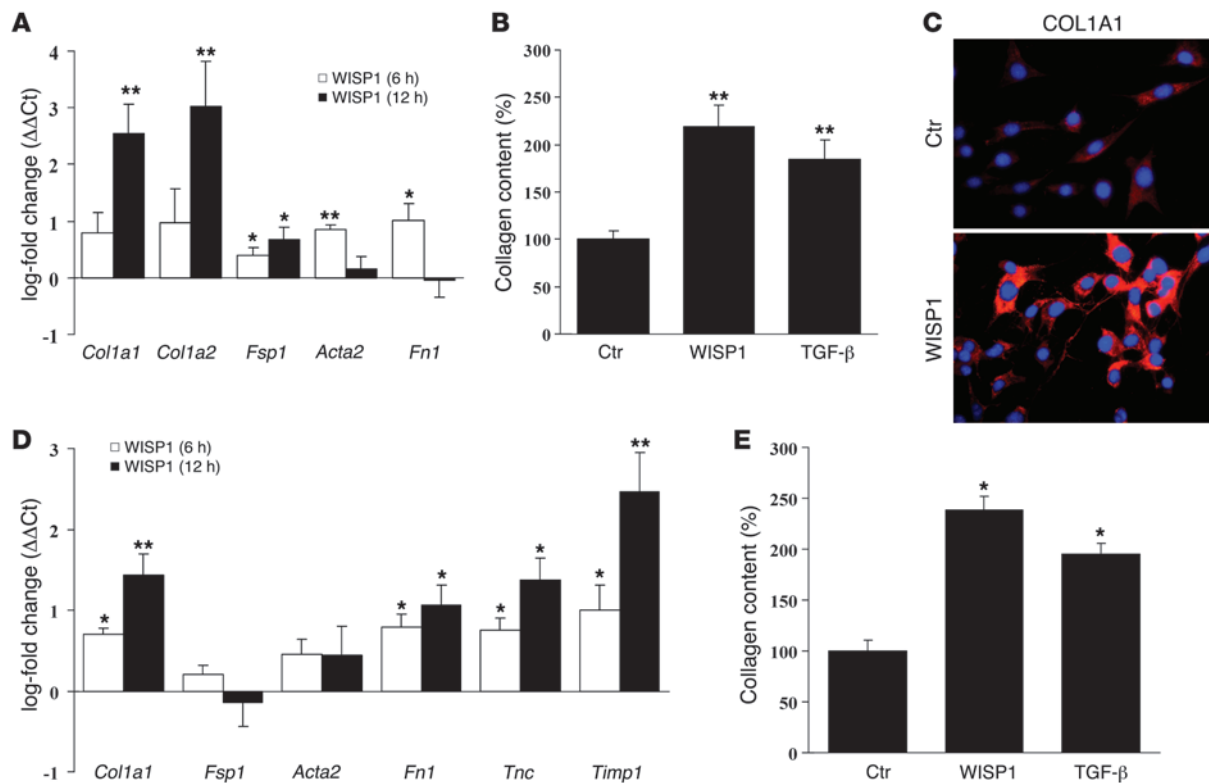 A
log-fold change (ΔΔCt)
4
3
2
1
0
-1
WISP1 (6 h)
WISP1 (12 h)
**
**
*
*
**
*
Col1a1 Col1a2 Fsp1 Acta2 Fn1
B
Collagen content (%)
300
250
200
150
100
50
0
**
**
Ctr WISP1 TGF-β
C
COL1A1
Ctr
WISP1
D
log-fold change (ΔΔCt)
3
2
1
0
-1
WISP1 (6 h)
WISP1 (12 h)
*
**
*
*
*
*
*
**
Col1a1 Fsp1 Acta2 Fn1 Tnc Timp1
E
Collagen content (%)
300
250
200
150
100
50
0
*
*
Ctr WISP1 TGF-β